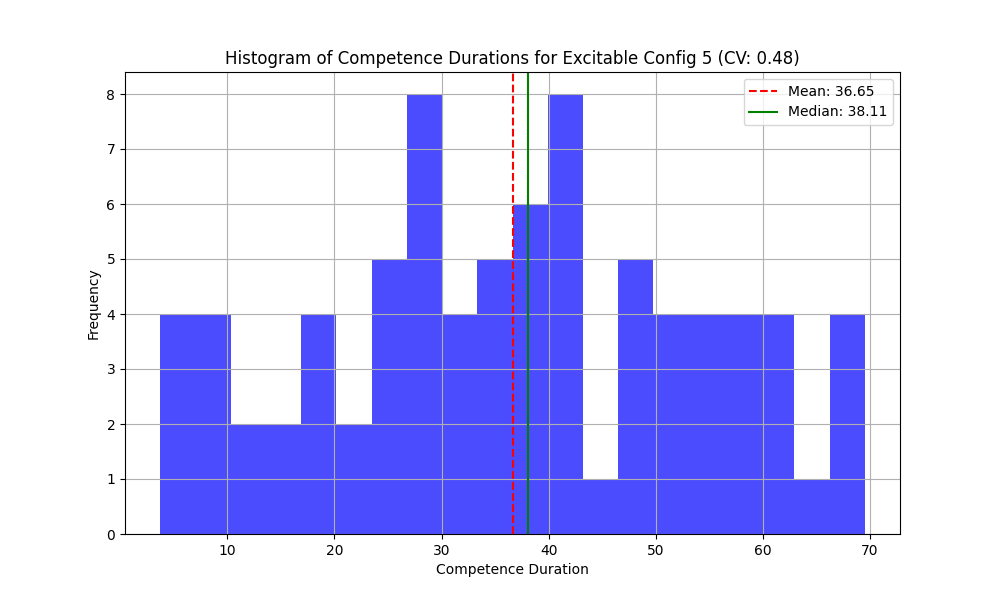 Histogram of Competence Durations for Excitable Config 5 (CV: 0.48)
Mean: 36.65
Median: 38.11
8
7
6
5
4
3
2
1
0
Frequency
10 20 30 40 50 60 70
Competence Duration